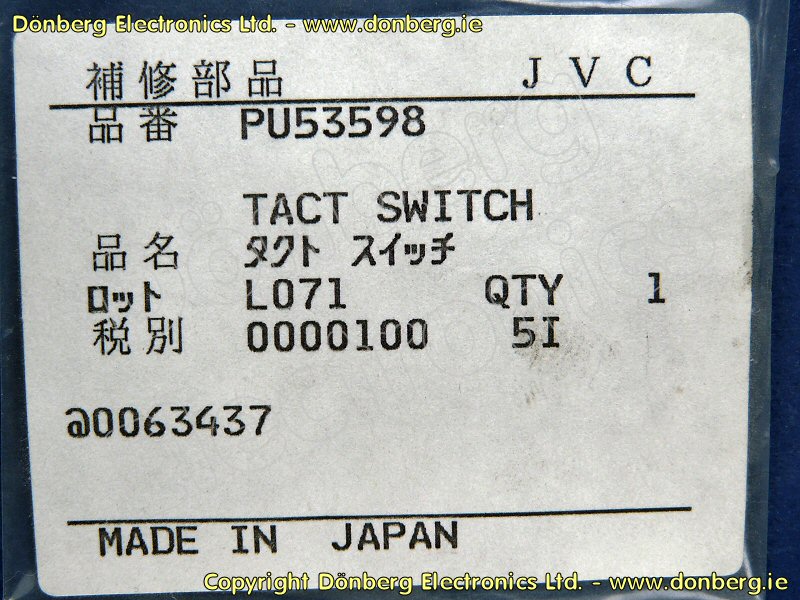 Dönberg Electronics Ltd. - www.donberg.ie
補修部品 JVC
品番 PU53598
TACT SWITCH
品名 タクト スイッチ
ロット L071 QTY 1
税別 0000100 5I
@0063437
MADE IN JAPAN
Copyright Dönberg Electronics Ltd. - www.donberg.ie